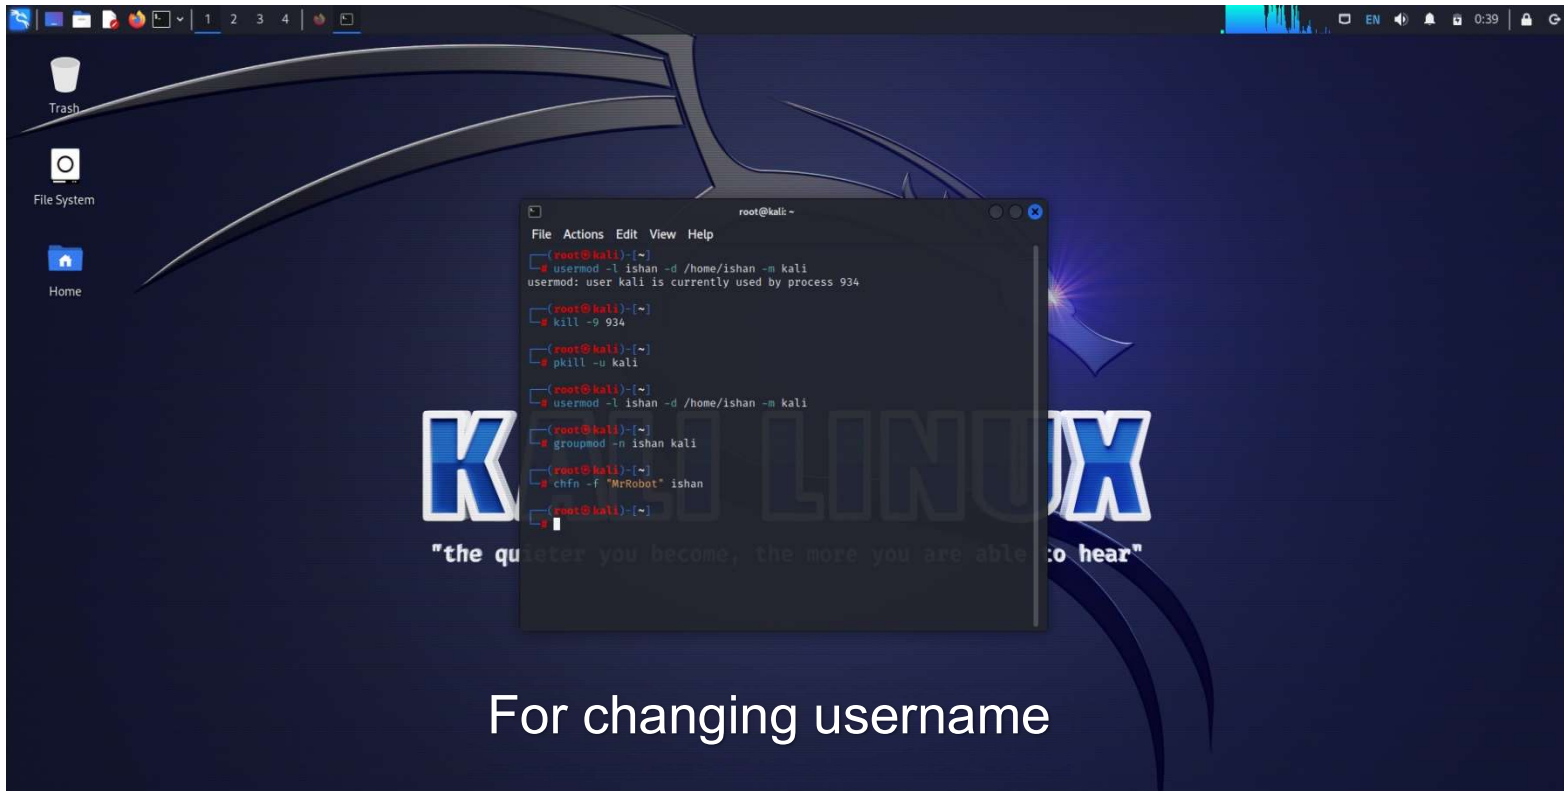 1 2 3 4
EN 0:39
Trash
File System
Home
root@kali: ~
File Actions Edit View Help
┌──(root㉿kali)-[~]
└─# usermod -l ishan -d /home/ishan -m kali
usermod: user kali is currently used by process 934
┌──(root㉿kali)-[~]
└─# kill -9 934
┌──(root㉿kali)-[~]
└─# pkill -u kali
┌──(root㉿kali)-[~]
└─# usermod -l ishan -d /home/ishan -m kali
┌──(root㉿kali)-[~]
└─# groupmod -n ishan kali
┌──(root㉿kali)-[~]
└─# chfn -f "MrRobot" ishan
┌──(root㉿kali)-[~]
└─#
KALI LINUX
"the quieter you become, the more you are able to hear"
For changing username